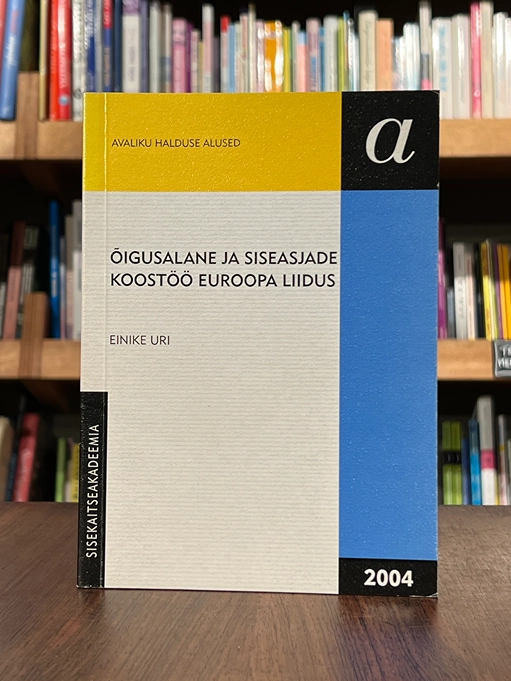 AVALIKU HALDUSE ALUSED
a
ÕIGUSALANE JA SISEASJADE
KOOSTÖÖ EUROOPA LIIDUS
EINIKE URI
SISEKAITSEAKADEEMIA
2004